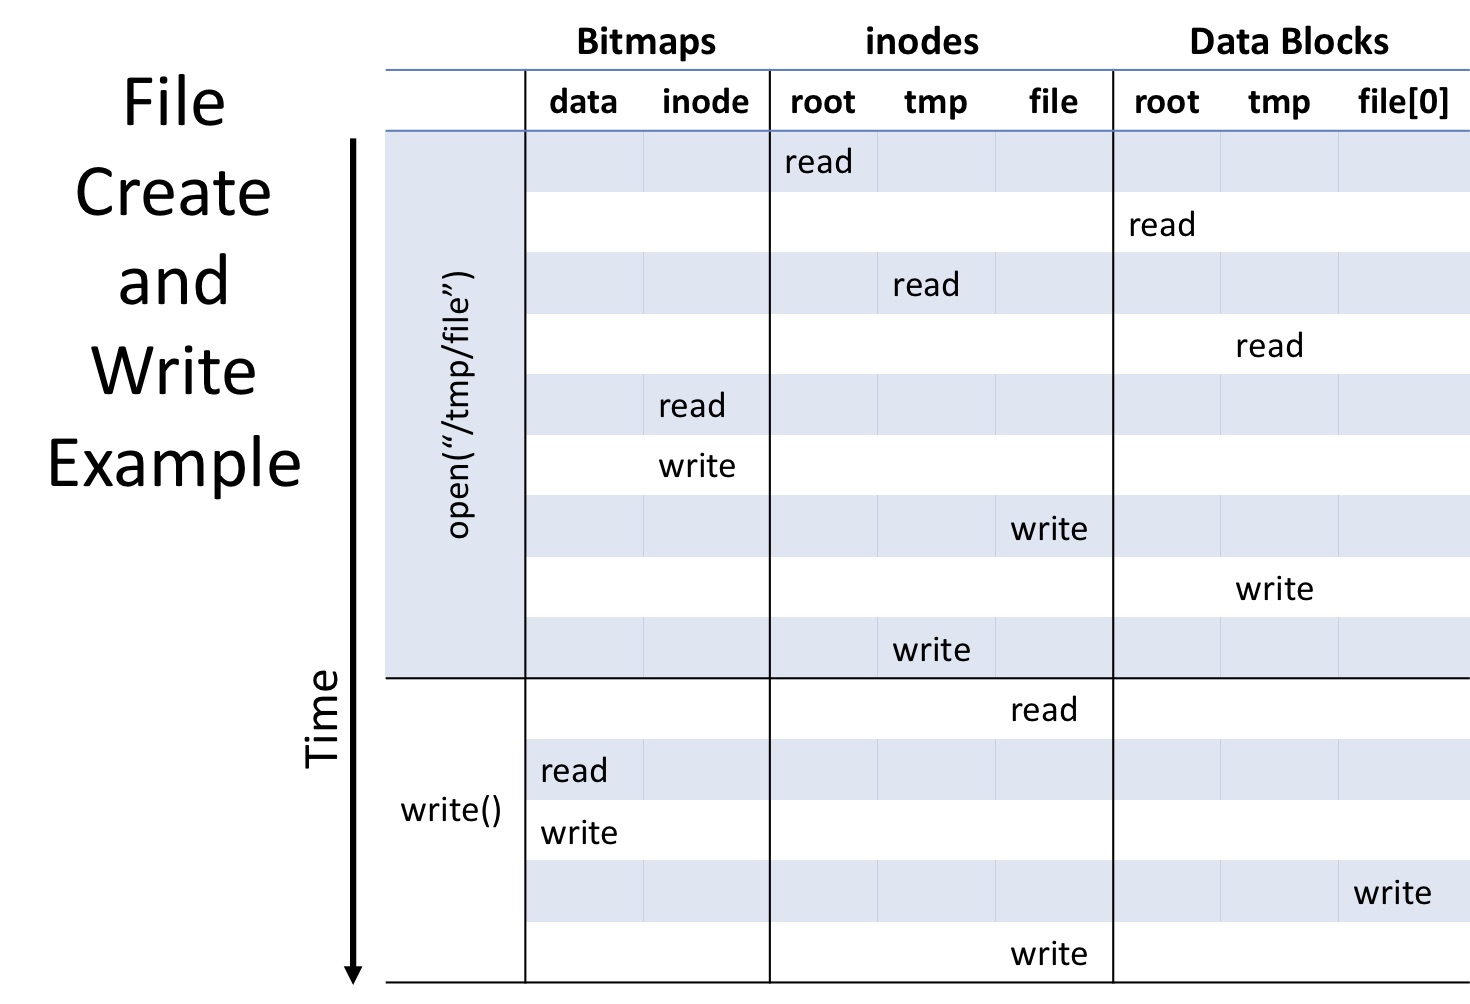 File
Create
and
Write
Example
Time
Bitmaps inodes Data Blocks
data inode root tmp file root tmp file[0]
open(“/tmp/file”)
read
read
read
read
read
write
write
write
write
write()
read
read
write
write
write